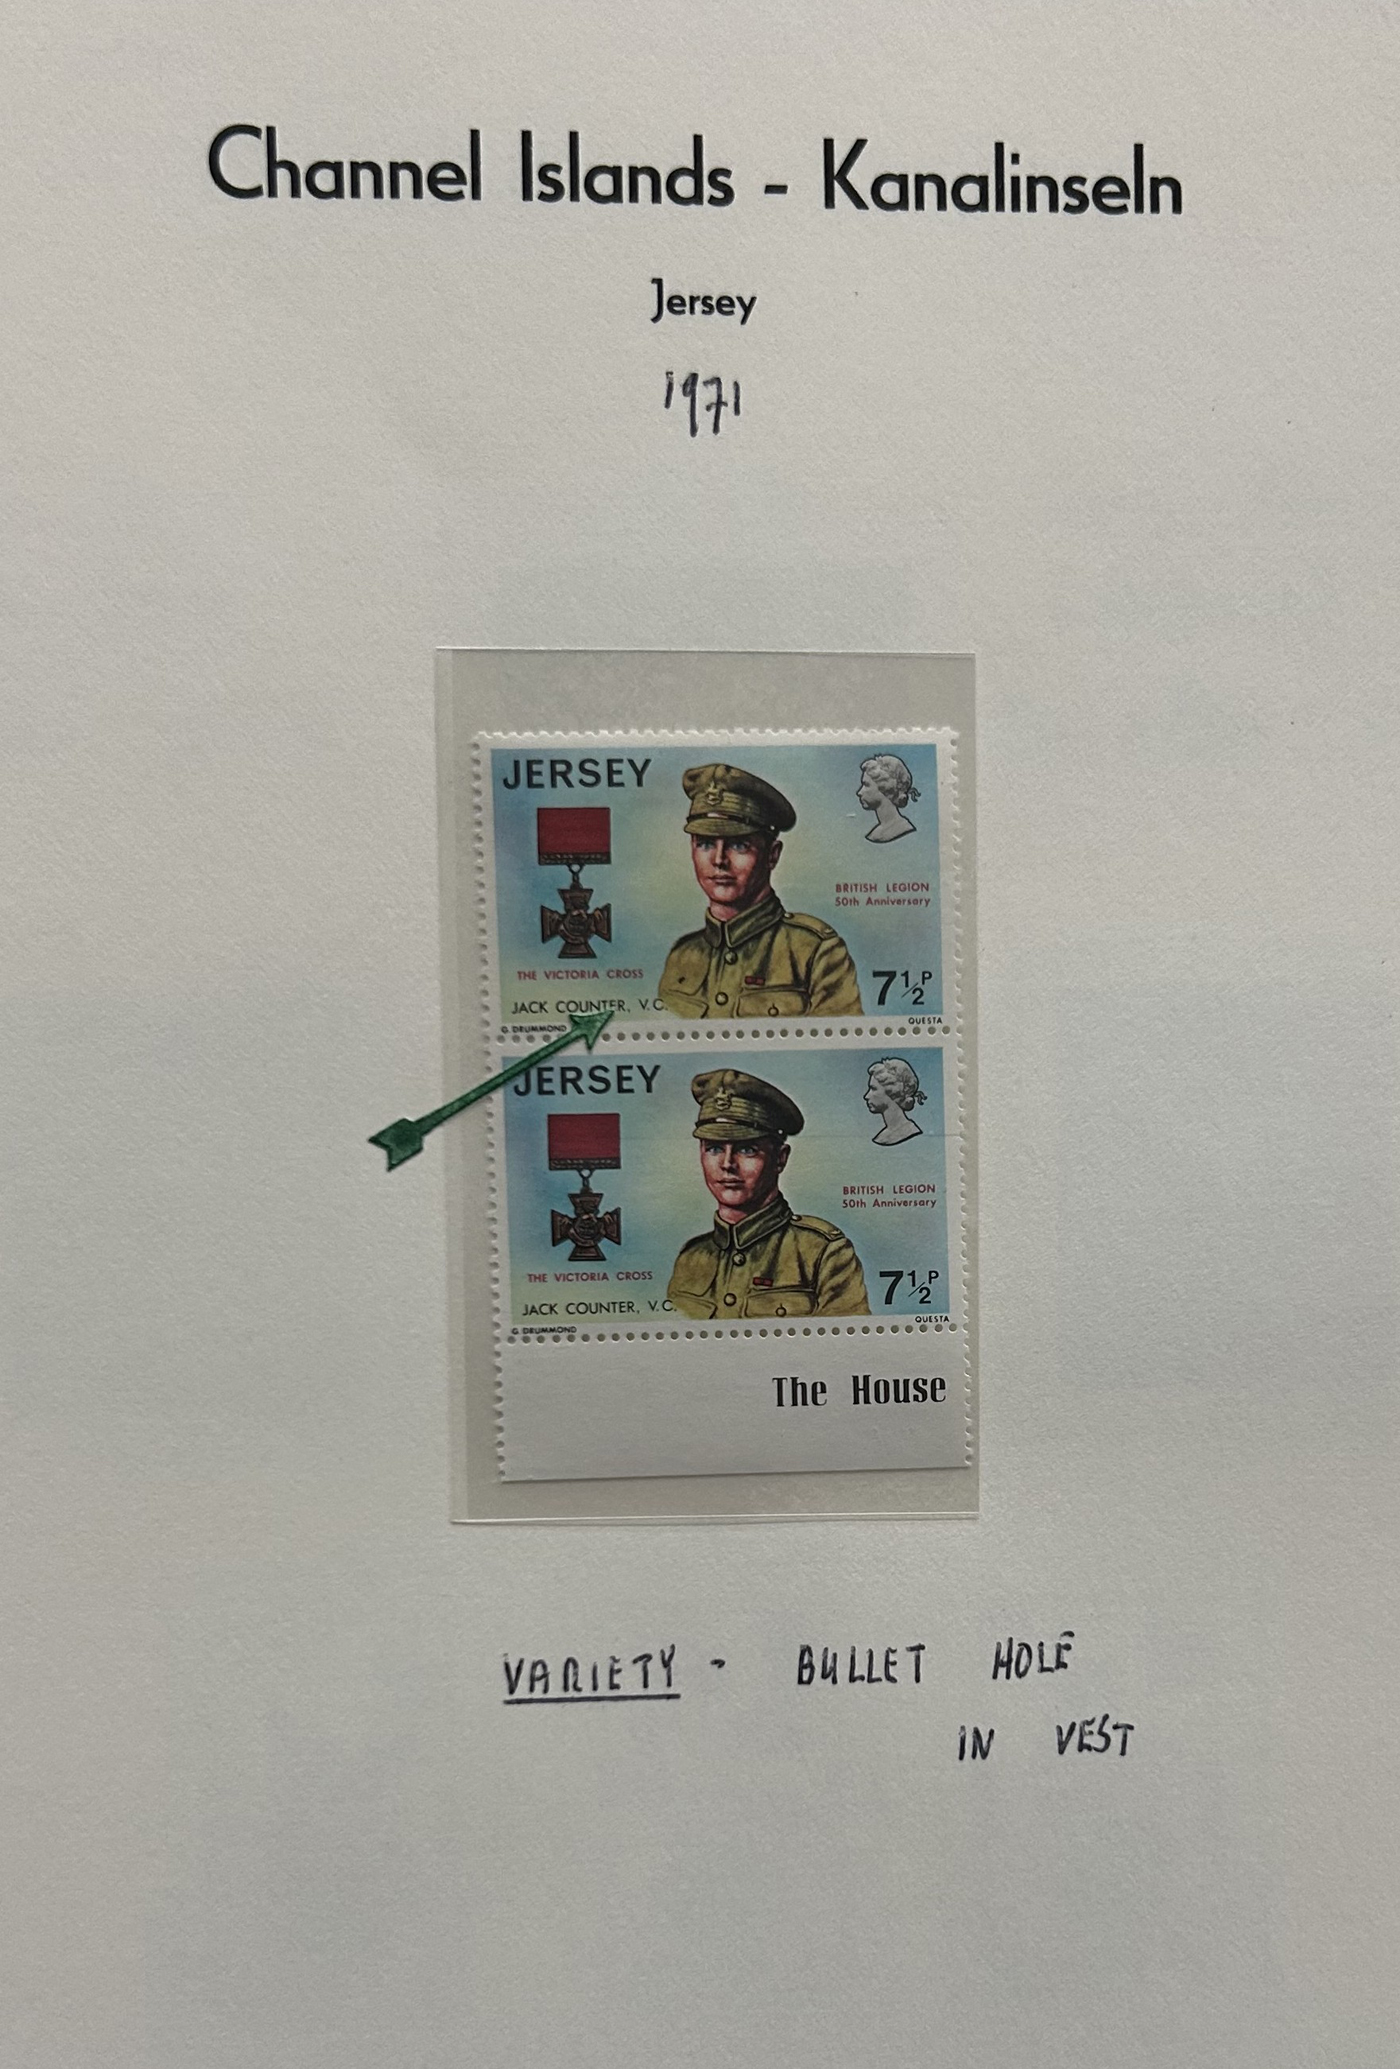 Channel Islands - Kanalinseln
Jersey
1971
JERSEY
BRITISH LEGION
50th Anniversary
THE VICTORIA CROSS
7½P
JACK COUNTER, V.C.
G. DRUMMOND
QUESTA
JERSEY
BRITISH LEGION
50th Anniversary
THE VICTORIA CROSS
7½P
JACK COUNTER, V.C.
G. DRUMMOND
QUESTA
The House
VARIETY - BULLET HOLE
IN VEST